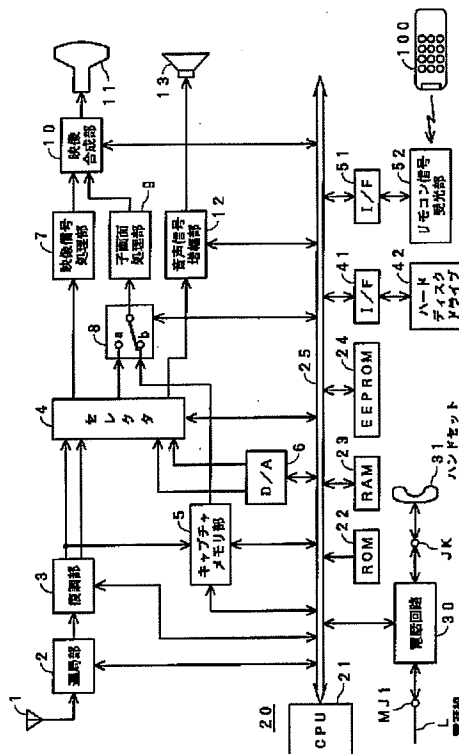 1
2
選局部
3
復調部
4
セレクタ
5
キャプチャ
メモリ部
6
D/A
7
映像信号
処理部
8
a
b
9
子画面
処理部
10
映像
合成部
11
12
音声信号
増幅部
13
20
21
CPU
22
ROM
23
RAM
24
EEPROM
25
41
I/F
42
ハード
ディスク
ドライブ
51
I/F
52
リモコン信号
受光部
100
30
電話回路
31
ハンドセット
JK
MJ1
L